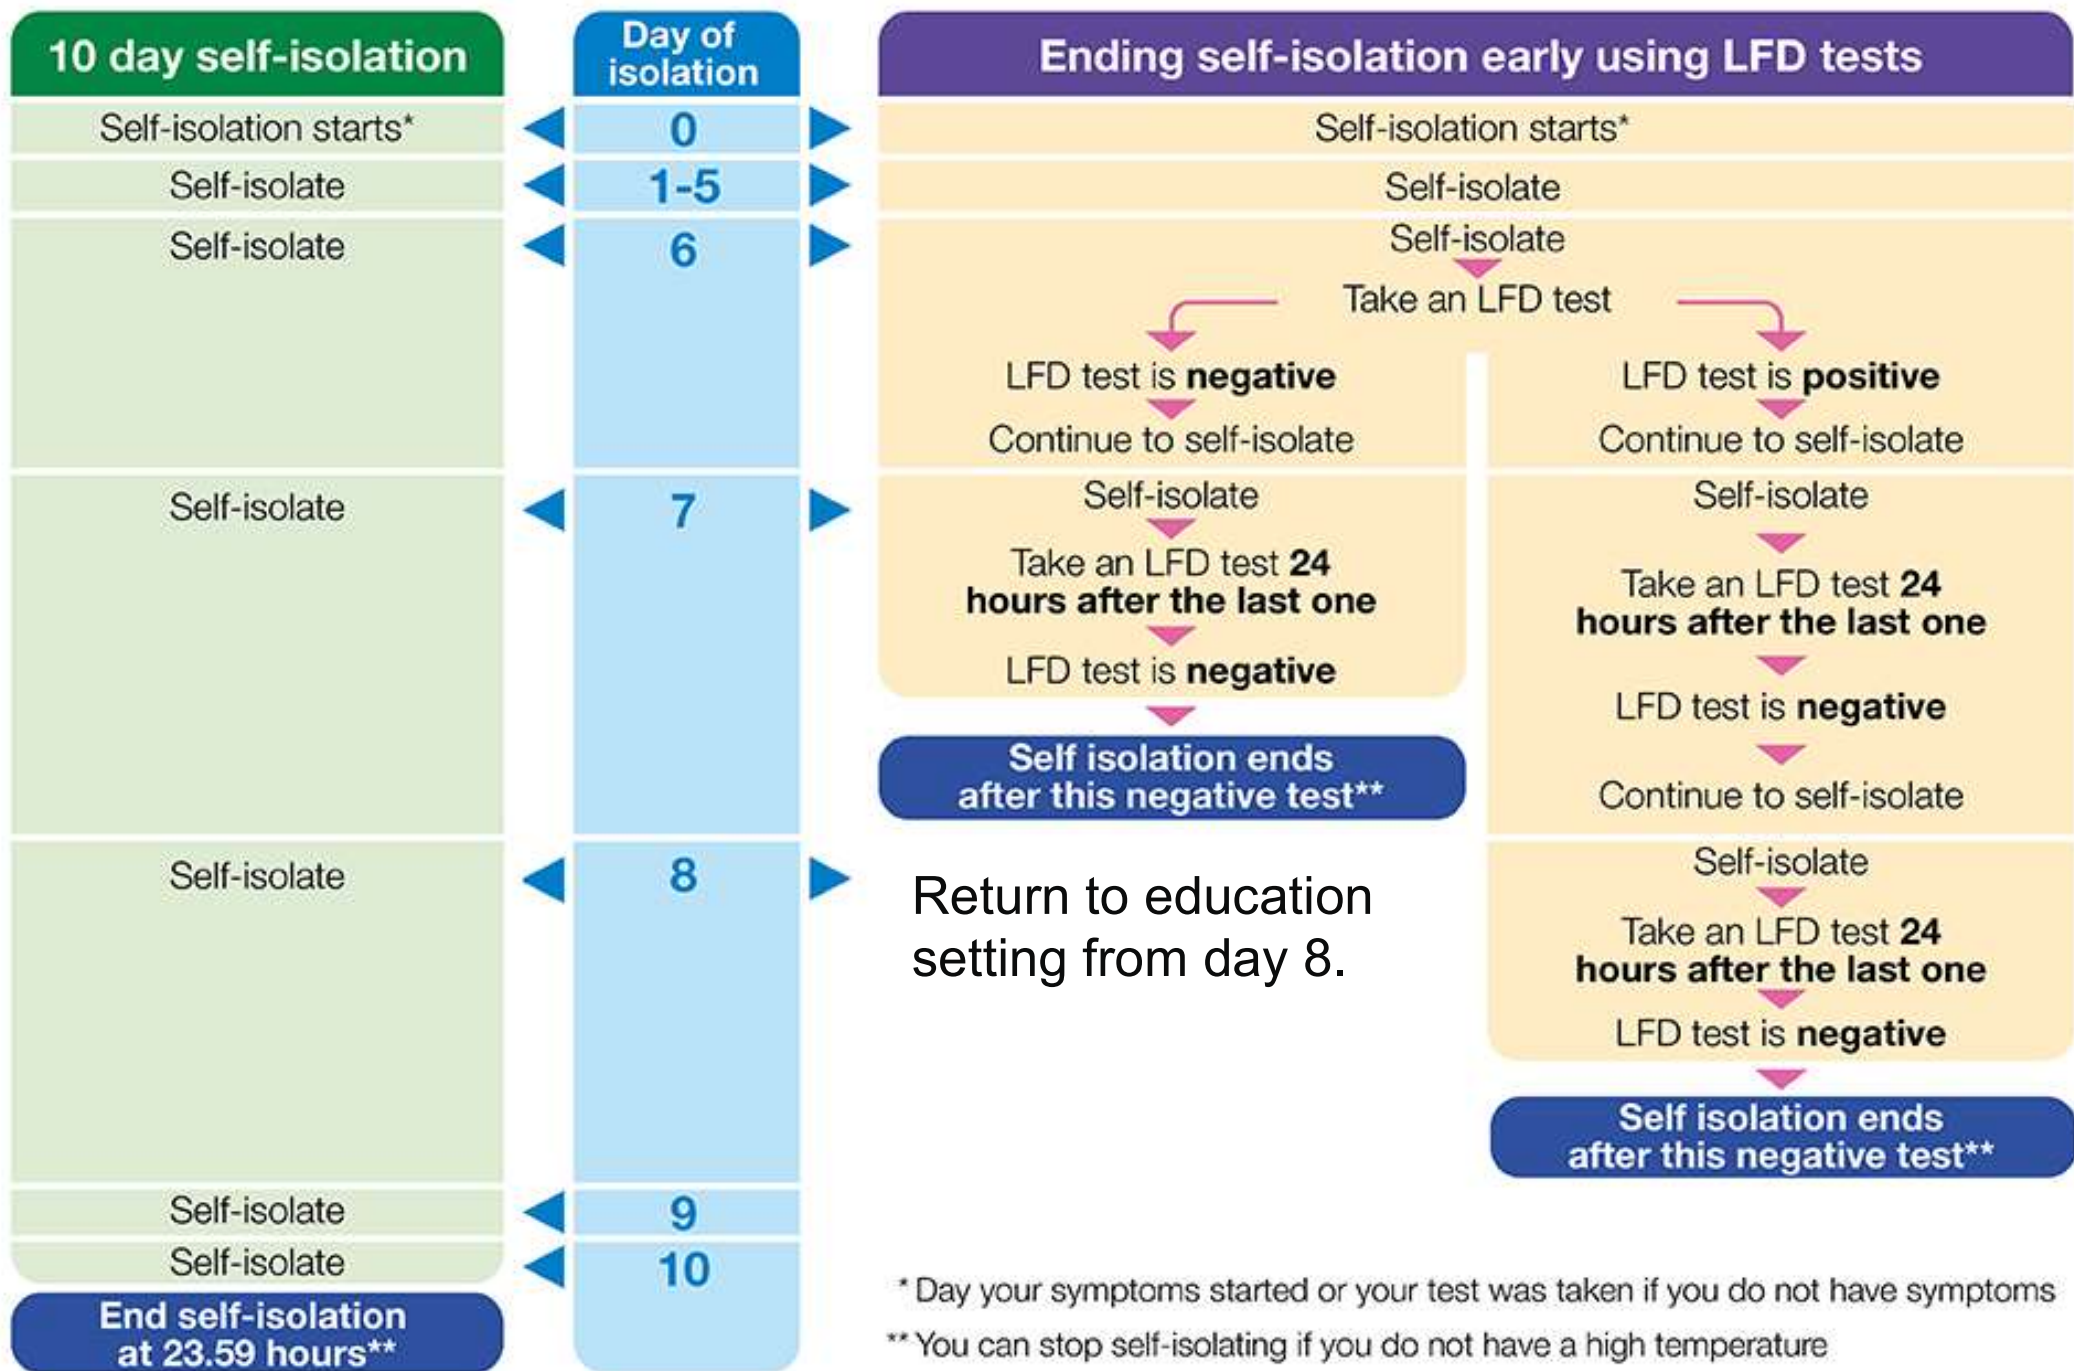 10 day self-isolation
Day of
isolation
Ending self-isolation early using LFD tests
Self-isolation starts*
0
Self-isolation starts*
Self-isolate
1-5
Self-isolate
Self-isolate
6
Self-isolate
Take an LFD test
LFD test is negative
LFD test is positive
Continue to self-isolate
Continue to self-isolate
Self-isolate
7
Self-isolate
Take an LFD test 24
hours after the last one
LFD test is negative
Self isolation ends
after this negative test**
Self-isolate
Take an LFD test 24
hours after the last one
LFD test is negative
Continue to self-isolate
Self-isolate
8
Return to education
setting from day 8.
Self-isolate
Take an LFD test 24
hours after the last one
LFD test is negative
Self isolation ends
after this negative test**
Self-isolate
9
Self-isolate
10
End self-isolation
at 23.59 hours**
* Day your symptoms started or your test was taken if you do not have symptoms
** You can stop self-isolating if you do not have a high temperature